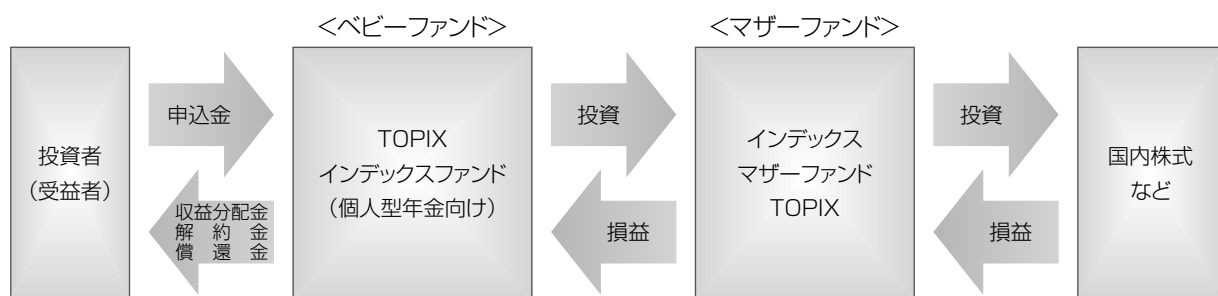 <ベビーファンド>
<マザーファンド>
投資者
(受益者)
申込金
収益分配金
解約金
償還金
TOPIX
インデックスファンド
(個人型年金向け)
投資
損益
インデックス
マザーファンド
TOPIX
投資
損益
国内株式
など